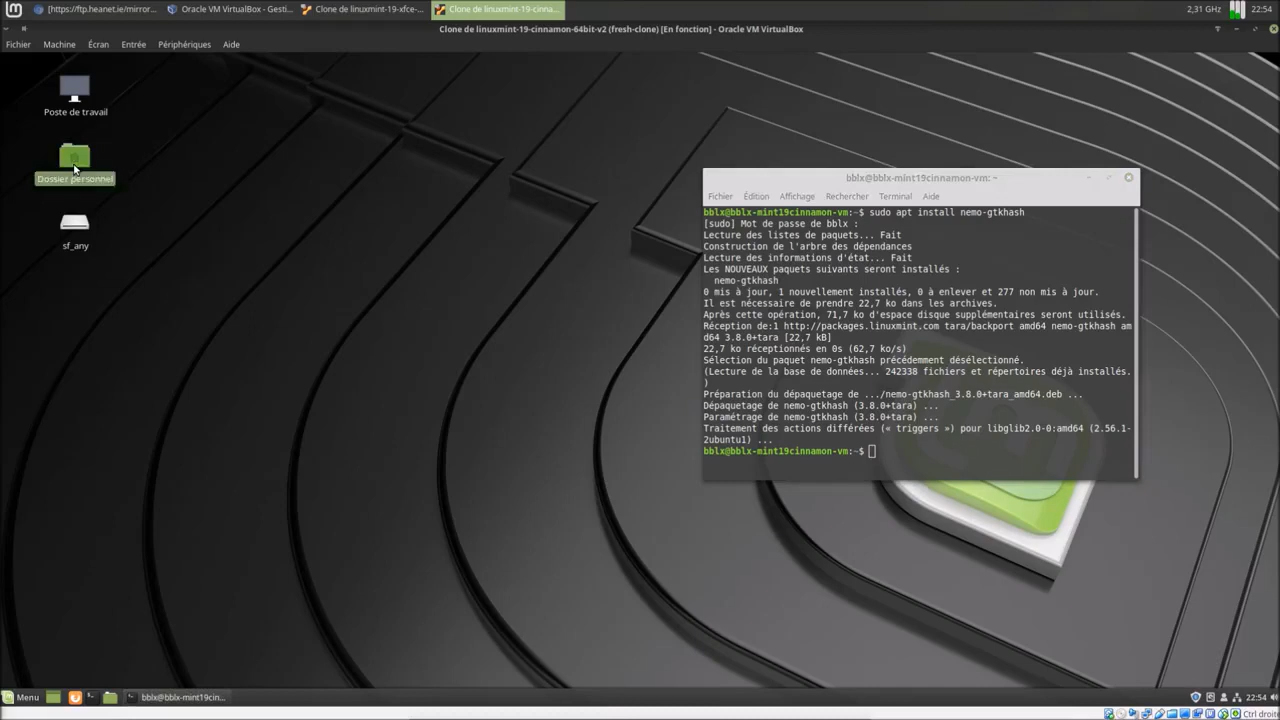 [https://ftp.heanet.ie/mirror...
Oracle VM VirtualBox - Gesti...
Clone de linuxmint-19-xfce-...
Clone de linuxmint-19-cinna...
2,31 GHz
22:54
Clone de linuxmint-19-cinnamon-64bit-v2 (fresh-clone) [En fonction] - Oracle VM VirtualBox
Fichier Machine Écran Entrée Périphériques Aide
Poste de travail
Dossier personnel
sf_any
bblx@bblx-mint19cinnamon-vm: ~
Fichier Édition Affichage Rechercher Terminal Aide
bblx@bblx-mint19cinnamon-vm:~$ sudo apt install nemo-gtkhash
[sudo] Mot de passe de bblx :
Lecture des listes de paquets... Fait
Construction de l'arbre des dépendances
Lecture des informations d'état... Fait
Les NOUVEAUX paquets suivants seront installés :
nemo-gtkhash
0 mis à jour, 1 nouvellement installés, 0 à enlever et 277 non mis à jour.
Il est nécessaire de prendre 22,7 ko dans les archives.
Après cette opération, 71,7 ko d'espace disque supplémentaires seront utilisés.
Réception de:1 http://packages.linuxmint.com tara/backport amd64 nemo-gtkhash am
d64 3.8.0+tara [22,7 kB]
22,7 ko réceptionnés en 0s (62,7 ko/s)
Sélection du paquet nemo-gtkhash précédemment désélectionné.
(Lecture de la base de données... 242338 fichiers et répertoires déjà installés.
)
Préparation du dépaquetage de .../nemo-gtkhash_3.8.0+tara_amd64.deb ...
Dépaquetage de nemo-gtkhash (3.8.0+tara) ...
Paramétrage de nemo-gtkhash (3.8.0+tara) ...
Traitement des actions différées (« triggers ») pour libglib2.0-0:amd64 (2.56.1-
2ubuntu1) ...
bblx@bblx-mint19cinnamon-vm:~$
Menu
bblx@bblx-mint19cin...
22:54
Ctrl droite